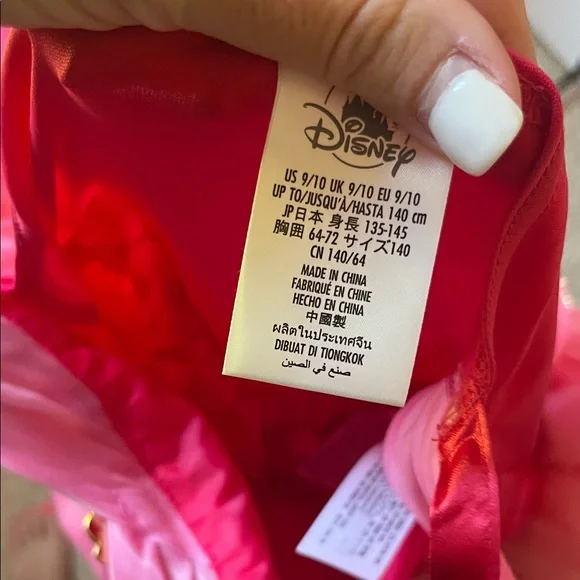 Disney
US 9/10 UK 9/10 EU 9/10
UP TO/JUSQU'À/HASTA 140 cm
JP日本 身長 135-145
胸囲 64-72 サイズ140
CN 140/64
MADE IN CHINA
FABRIQUÉ EN CHINE
HECHO EN CHINA
中國製
ผลิตในประเทศจีน
DIBUAT DI TIONGKOK
صنع في الصين